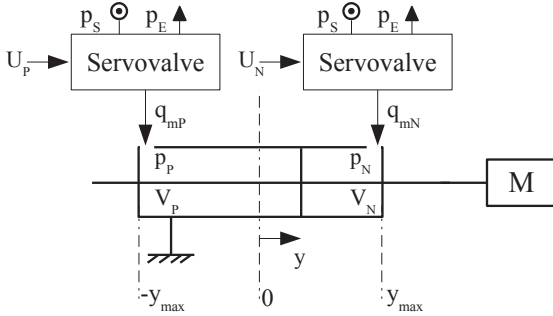 p_S p_E p_S p_E
U_P Servovalve U_N Servovalve
q_mP q_mN
p_P p_N
M
V_P V_N
y
-y_max 0 y_max